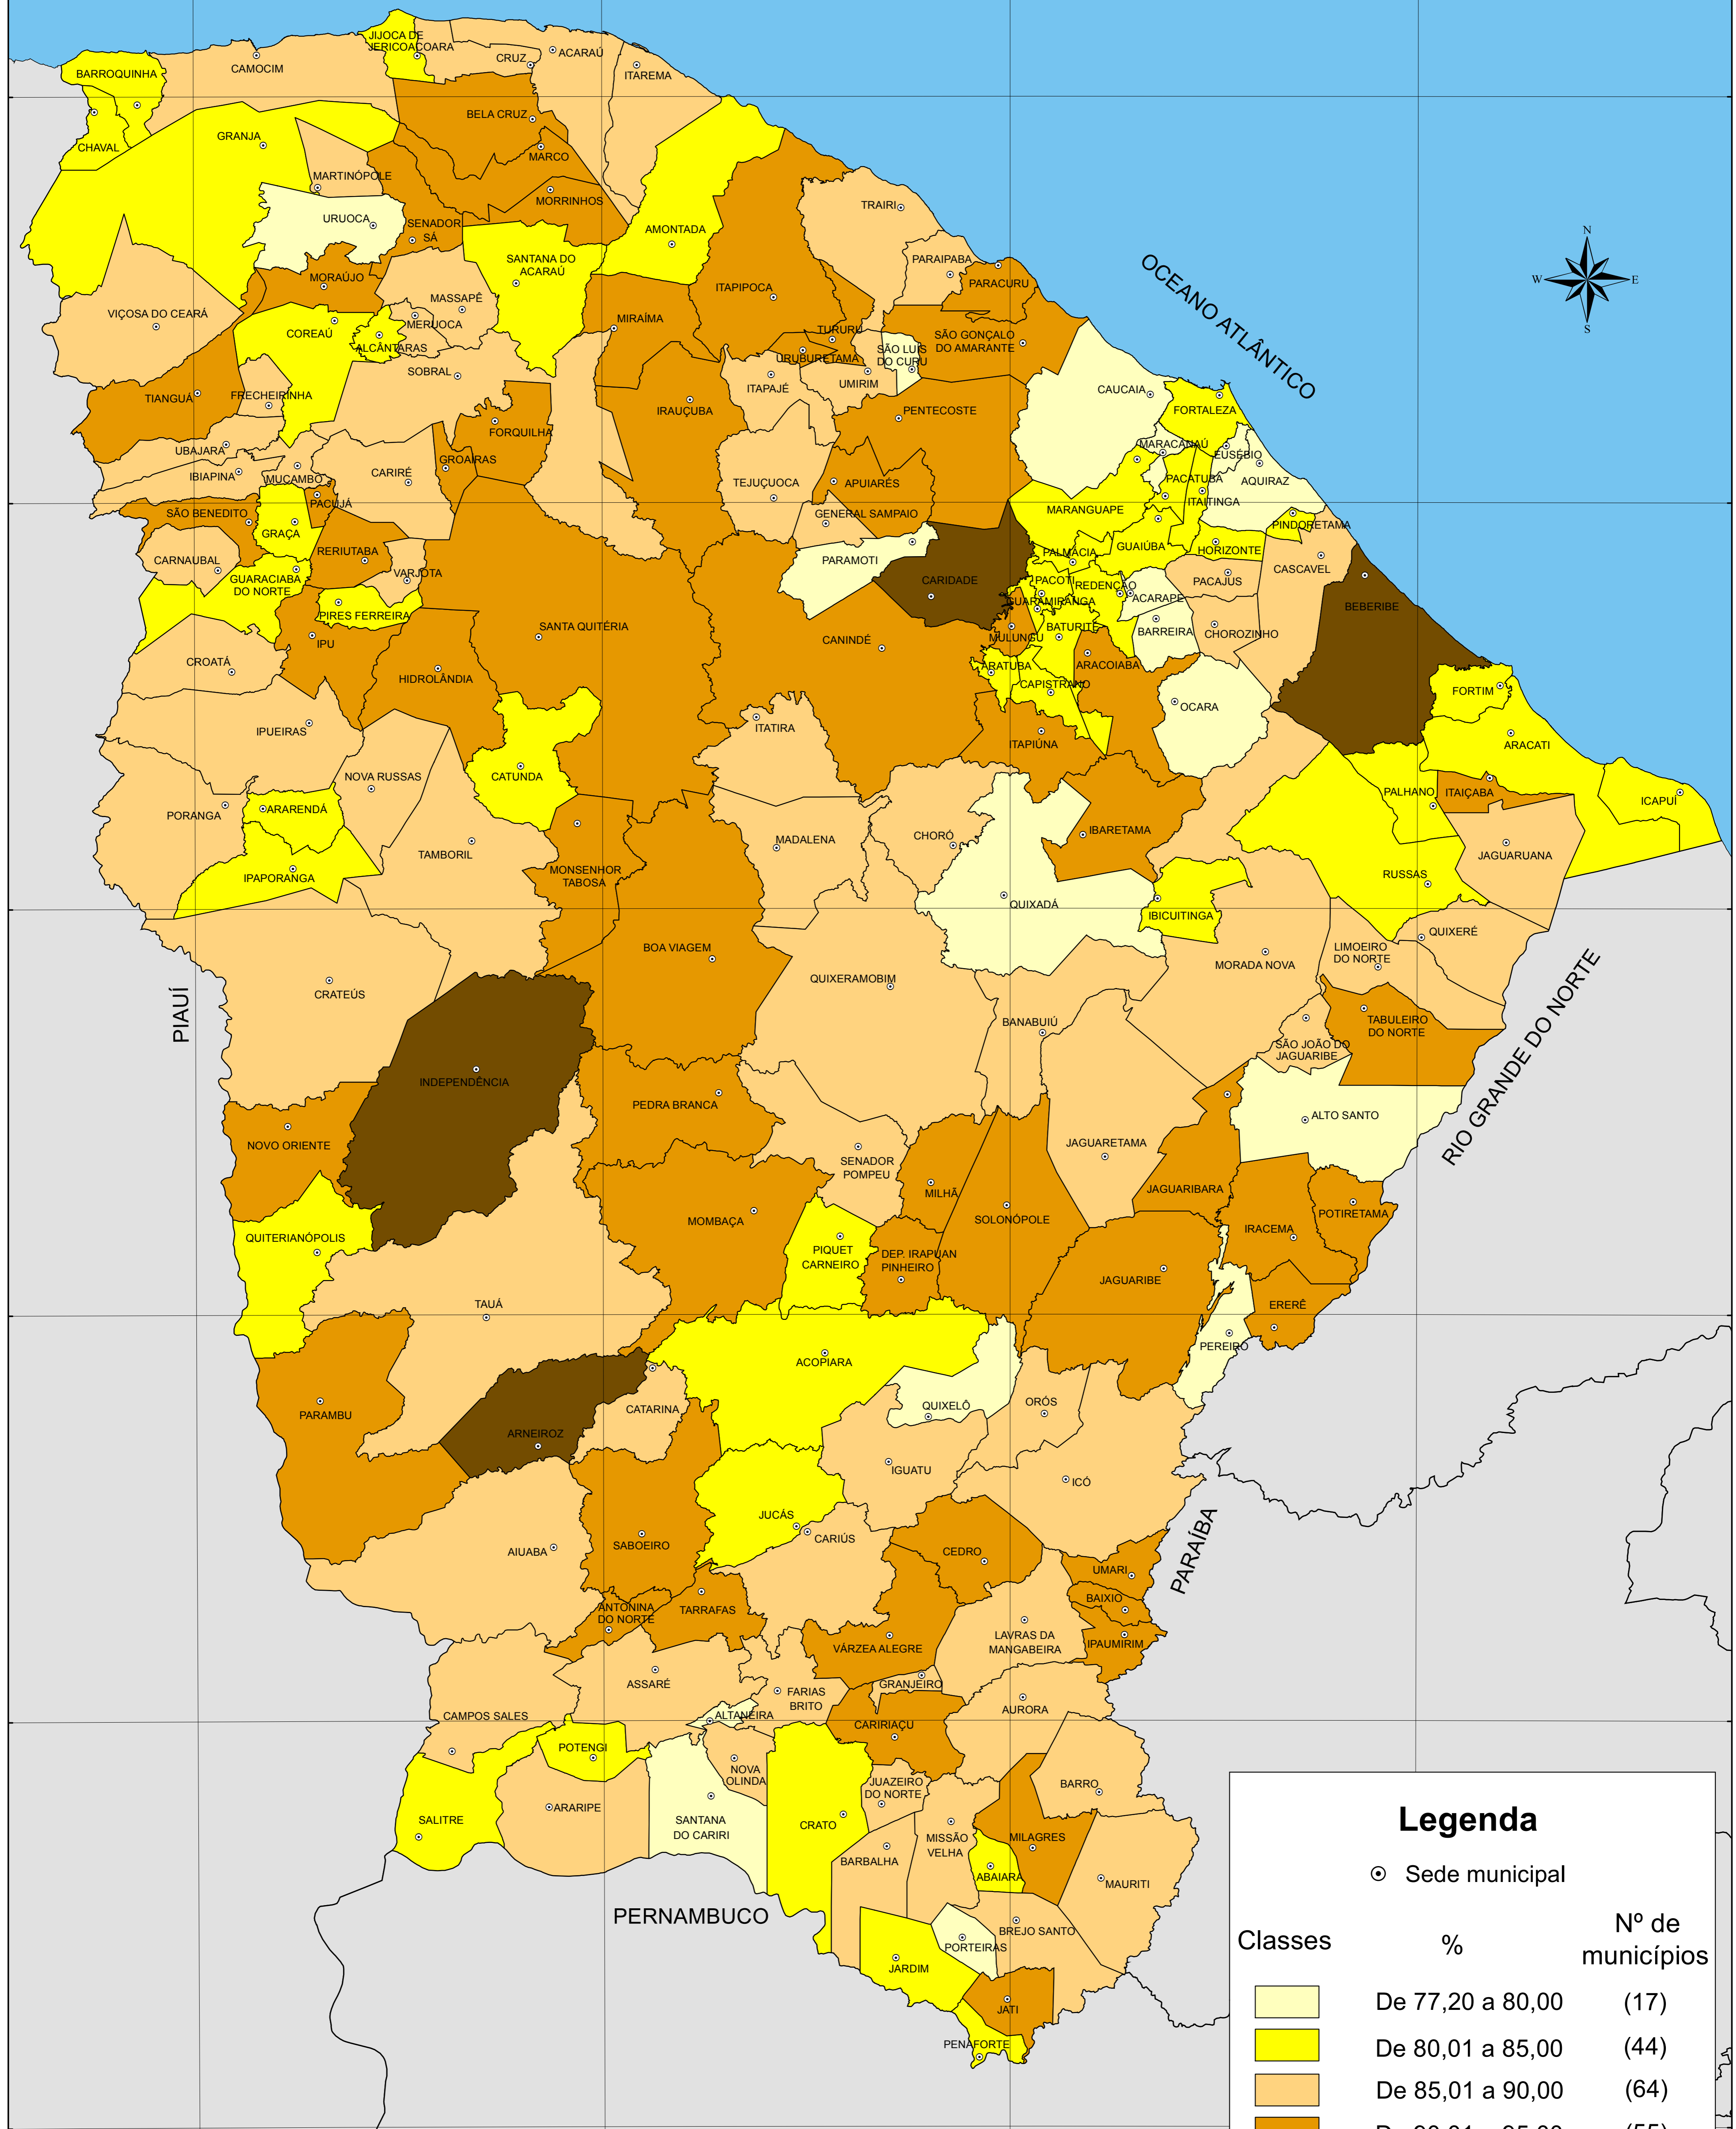 JIJOCA DE
JERICOACOARA
CRUZ
ACARAÚ
BARROQUINHA
CAMOCIM
ITAREMA
BELA CRUZ
GRANJA
CHAVAL
MARCO
MARTINÓPOLE
MORRINHOS
TRAIRI
URUOCA
SENADOR
SÁ
AMONTADA
N
W
E
S
SANTANA DO
ACARAÚ
PARAIPABA
OCEANO ATLÂNTICO
MORAÚJO
ITAPIPOCA
PARACURU
MASSAPÊ
VIÇOSA DO CEARÁ
MERUOCA
MIRAÍMA
COREAÚ
TURURU
SÃO GONÇALO
DO AMARANTE
ALCÂNTARAS
URUBURETAMA
SÃO LUIS
DO CURU
SOBRAL
ITAPAJÉ
UMIRIM
CAUCAIA
TIANGUÁ
FRECHEIRINHA
IRAUÇUBA
PENTECOSTE
FORTALEZA
FORQUILHA
UBAJARA
MARACANAÚ
EUSÉBIO
GROAÍRAS
IBIAPINA
MUCAMBO
CARIRÉ
TEJUÇUOCA
APUIARÉS
PACATUBA
AQUIRAZ
PACUJÁ
ITAITINGA
SÃO BENEDITO
GENERAL SAMPAIO
MARANGUAPE
PINDORETAMA
GRAÇA
RERIUTABA
PALMÁCIA
GUAIÚBA
HORIZONTE
CARNAUBAL
VARJOTA
PARAMOTI
CASCAVEL
GUARACIABA
DO NORTE
CARIDADE
PACOTI
REDENÇÃO
PACAJUS
GUARAMIRANGA
ACARAPE
BEBERIBE
PIRES FERREIRA
SANTA QUITÉRIA
BATURITÉ
BARREIRA
CHOROZINHO
IPU
CANINDÉ
MULUNGU
CROATÁ
HIDROLÂNDIA
ARATUBA
ARACOIABA
CAPISTRANO
FORTIM
OCARA
IPUEIRAS
ITATIRA
ITAPIÚNA
ARACATI
NOVA RUSSAS
CATUNDA
PALHANO
ITAIÇABA
ICAPUÍ
PORANGA
ARARENDÁ
MADALENA
CHORÓ
IBARETAMA
TAMBORIL
JAGUARUANA
IPAPORANGA
MONSENHOR
TABOSA
RUSSAS
QUIXADÁ
IBICUITINGA
QUIXERÉ
BOA VIAGEM
LIMOEIRO
DO NORTE
MORADA NOVA
QUIXERAMOBIM
CRATEÚS
PIAUÍ
RIO GRANDE DO NORTE
BANABUIÚ
TABULEIRO
DO NORTE
SÃO JOÃO DO
JAGUARIBE
INDEPENDÊNCIA
PEDRA BRANCA
ALTO SANTO
NOVO ORIENTE
JAGUARETAMA
SENADOR
POMPEU
MILHÃ
JAGUARIBARA
MOMBAÇA
SOLONÓPOLE
POTIRETAMA
IRACEMA
QUITERIANÓPOLIS
PIQUET
CARNEIRO
DEP. IRAPUAN
PINHEIRO
JAGUARIBE
TAUÁ
ERERÊ
PEREIRO
ACOPIARA
QUIXELÔ
ORÓS
CATARINA
PARAMBU
ARNEIROZ
IGUATU
ICÓ
JUCÁS
CARIÚS
SABOEIRO
CEDRO
AIUABA
PARAÍBA
UMARI
BAIXIO
ANTONINA
DO NORTE
TARRAFAS
VÁRZEA ALEGRE
LAVRAS DA
MANGABEIRA
IPAUMIRIM
ASSARÉ
GRANJEIRO
FARIAS
BRITO
AURORA
CAMPOS SALES
ALTANEIRA
CARIRIAÇU
POTENGI
NOVA
OLINDA
JUAZEIRO
DO NORTE
BARRO
ARARIPE
SALITRE
SANTANA
DO CARIRI
CRATO
MISSÃO
VELHA
MILAGRES
BARBALHA
ABAIARA
MAURITI
PERNAMBUCO
BREJO SANTO
PORTEIRAS
JARDIM
JATI
PENAFORTE
Legenda
Sede municipal
Classes
%
Nº de
municípios
De 77,20 a 80,00 (17)
De 80,01 a 85,00 (44)
De 85,01 a 90,00 (64)